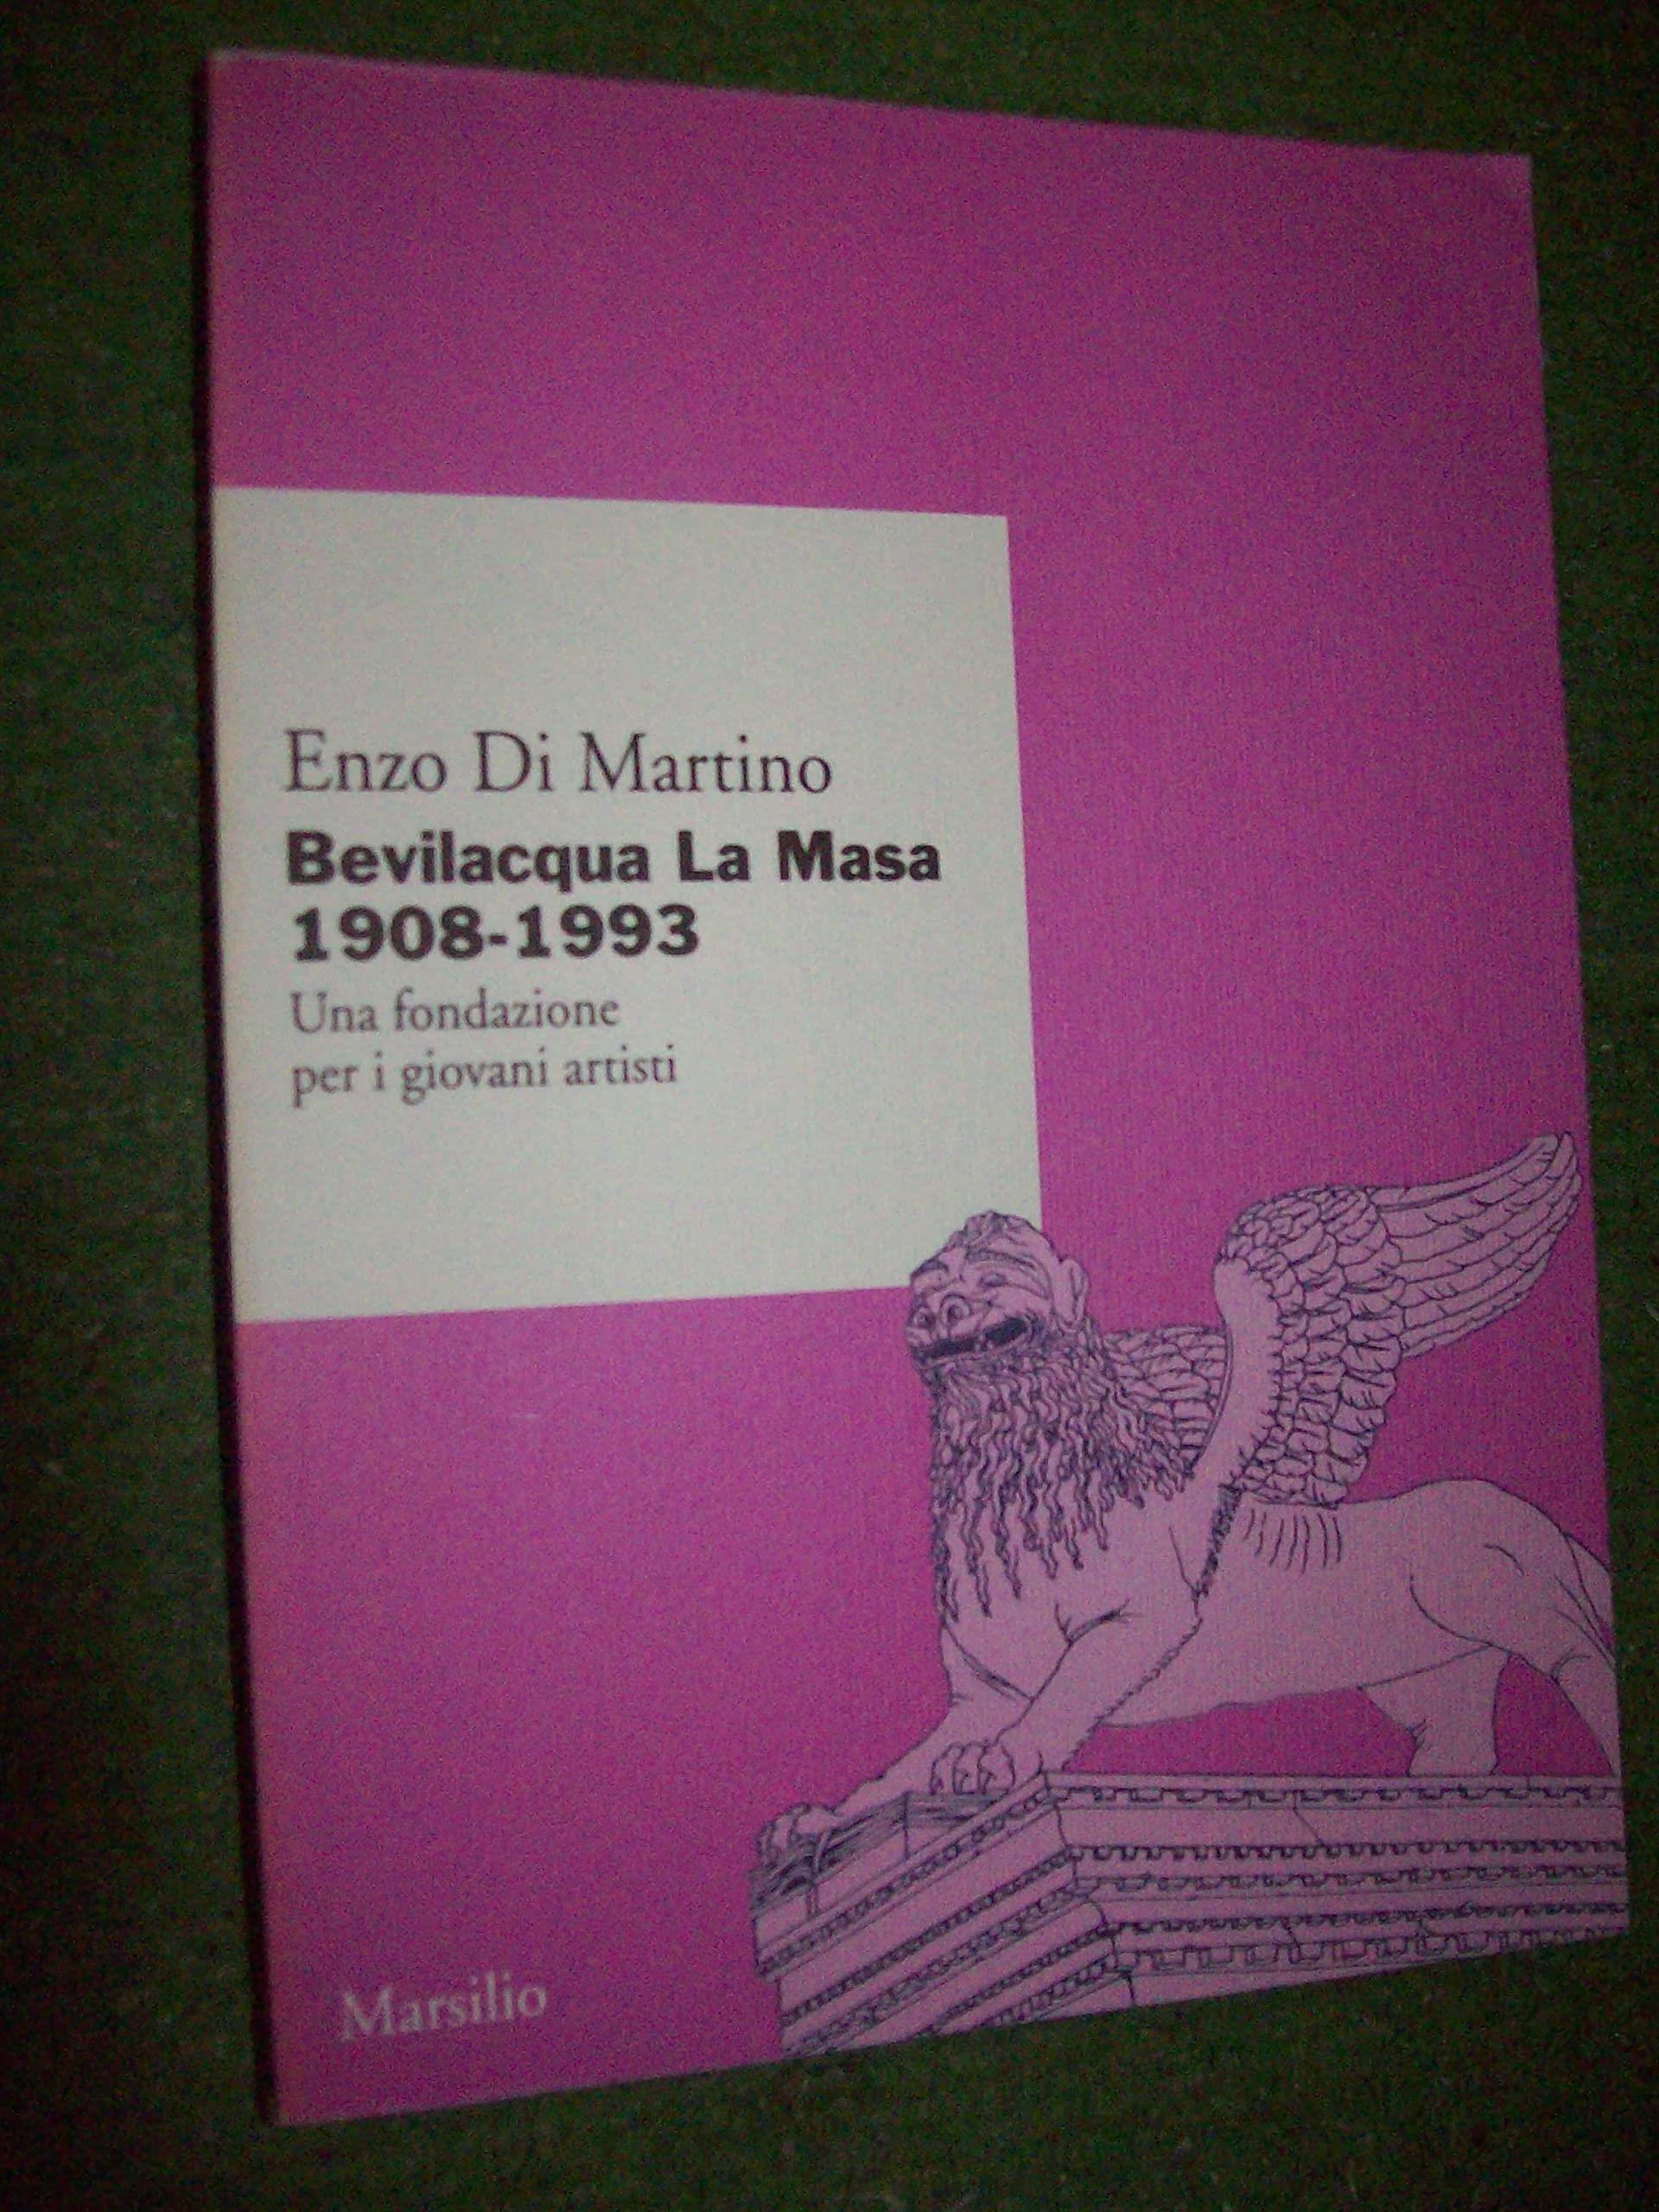 Enzo Di Martino
Bevilacqua La Masa
1908-1993
Una fondazione
per i giovani artisti
Marsilio